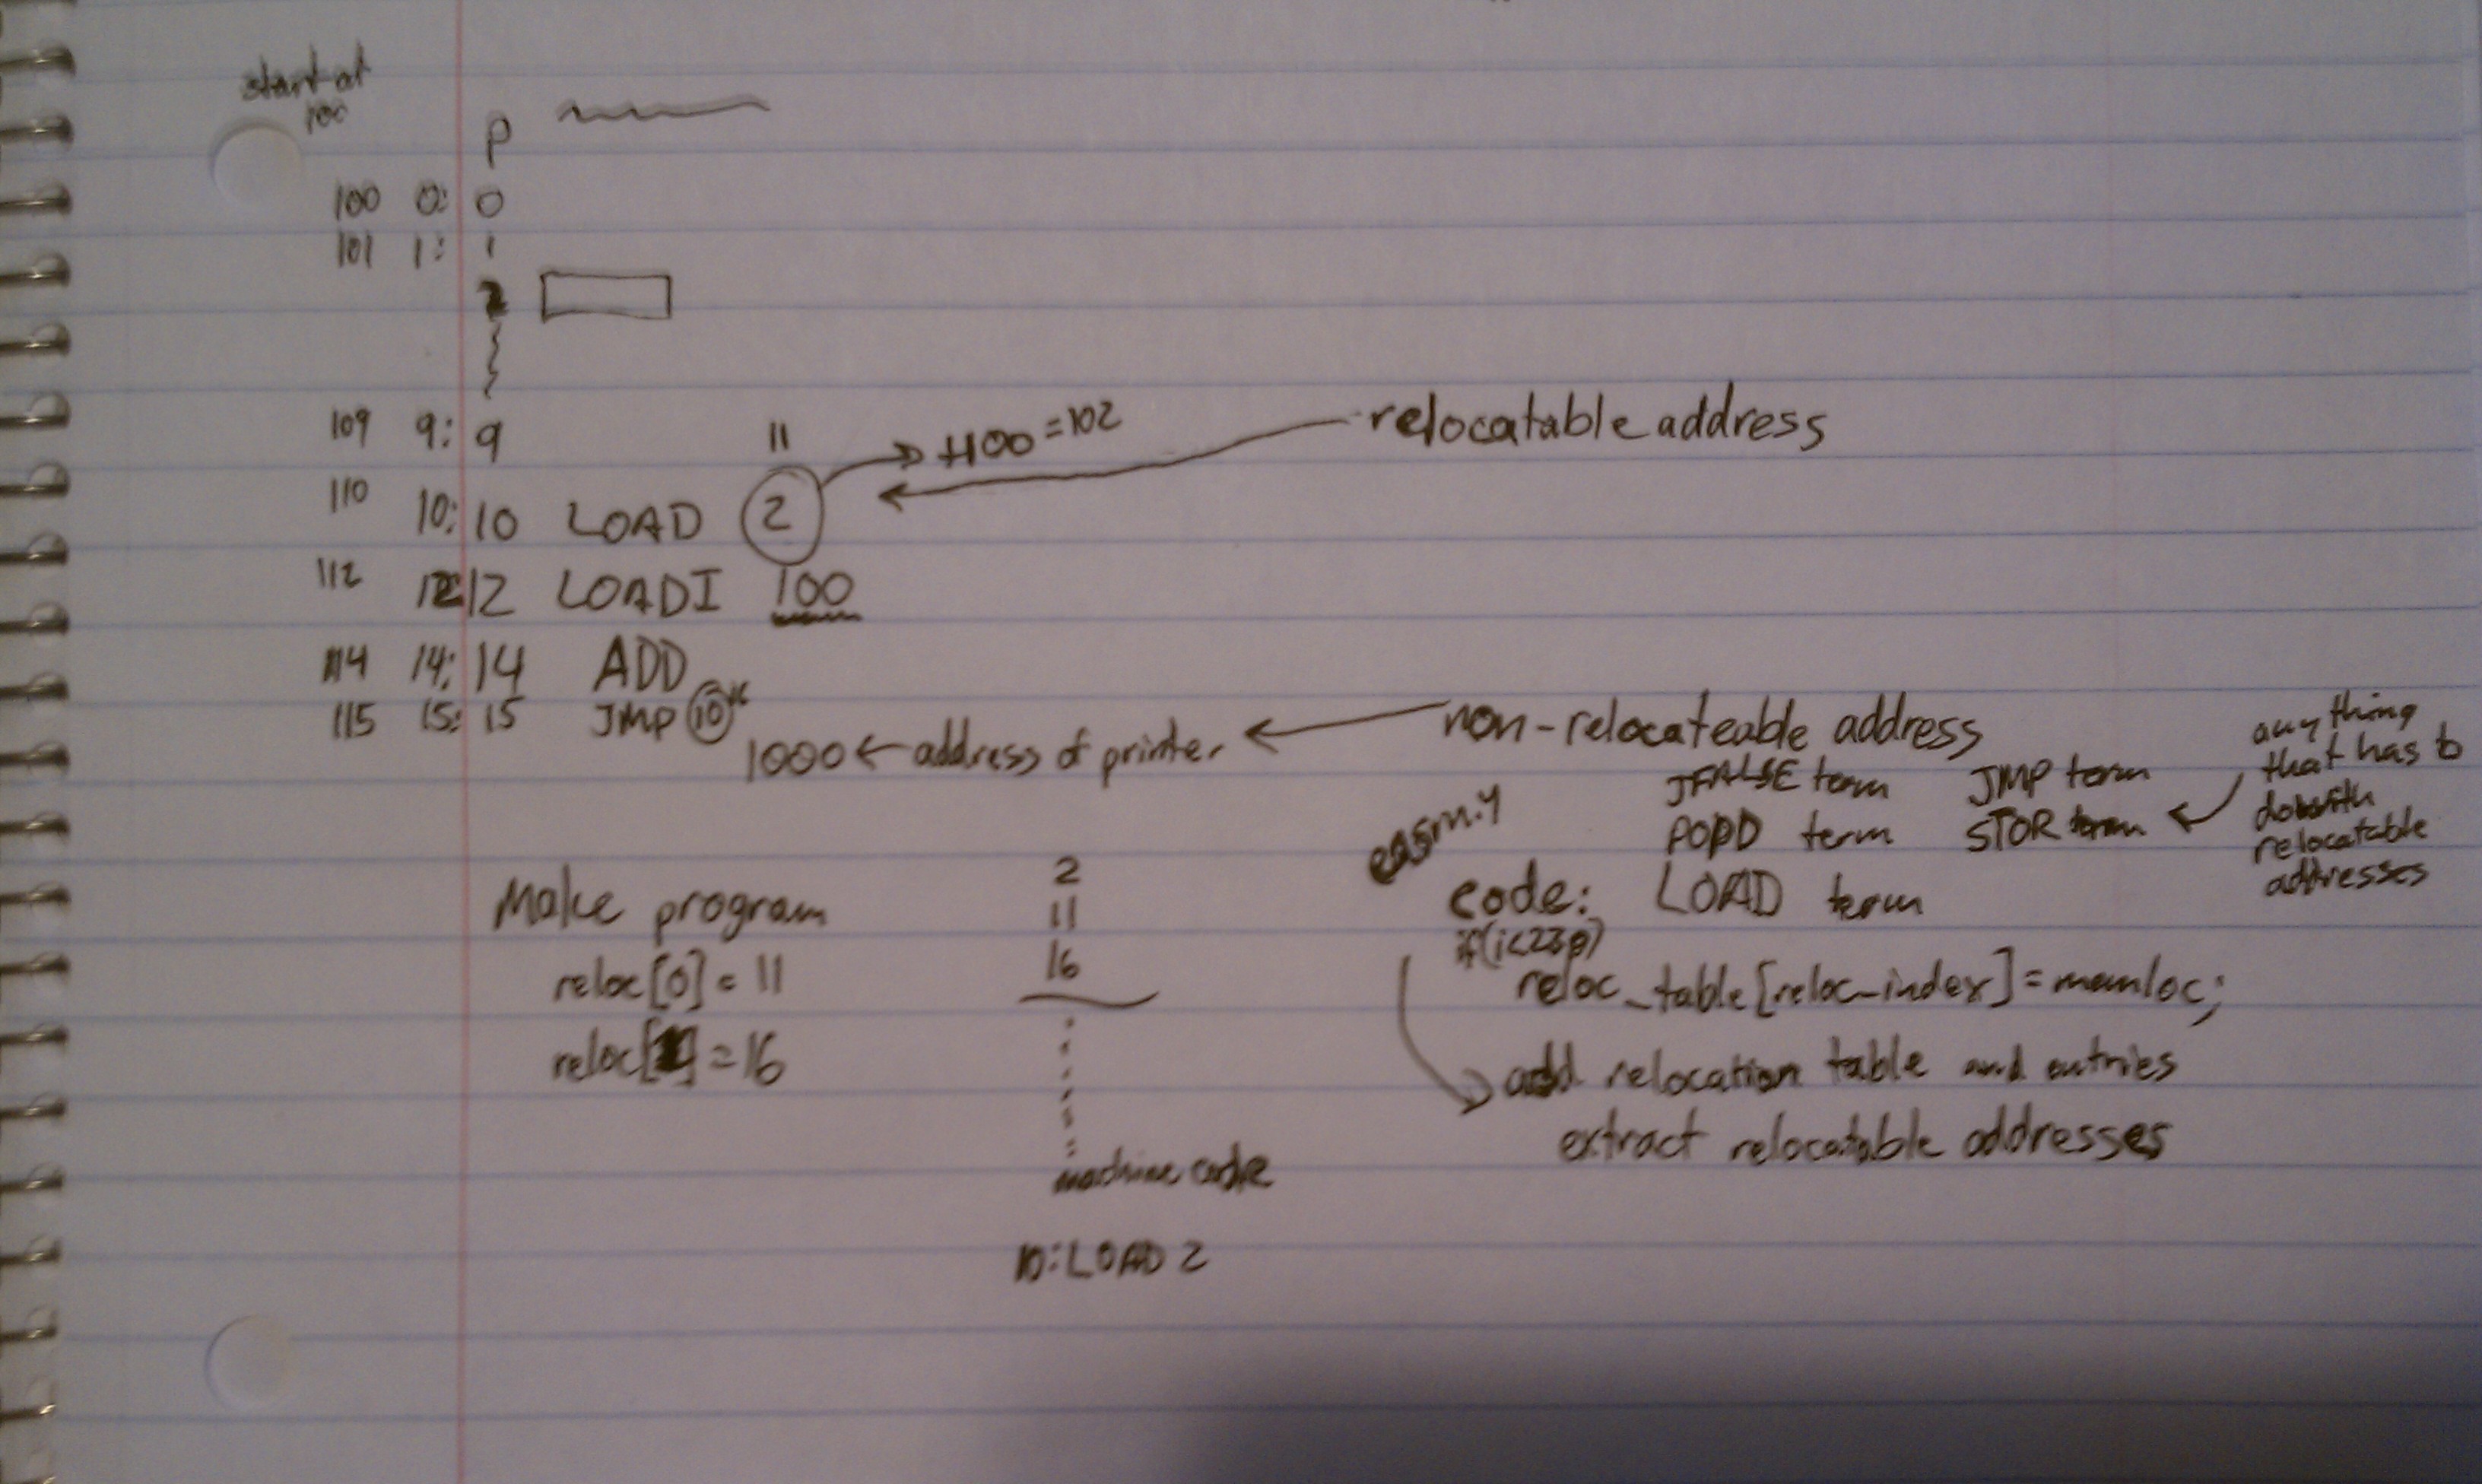 start at
100
P
100 0: 0
101 1: 1
2
109 9: 9
11
+100 = 102
relocatable address
110 10: 10 LOAD 2
112 12: 12 LOADI 100
114 14: 14 ADD
115 15: 15 JMP 10 16
1000 ← address of printer
non-relocateable address
JFALSE term JMP term
POPD term STOR term
anything
that has to
do with
relocatable
addresses
easm.y
code: LOAD term
reloc_table[reloc_index] = memloc;
add relocation table and entries
extract relocatable addresses
Make program
reloc[0] = 11
reloc[1] = 16
2
11
16
machine code
10: LOAD 2